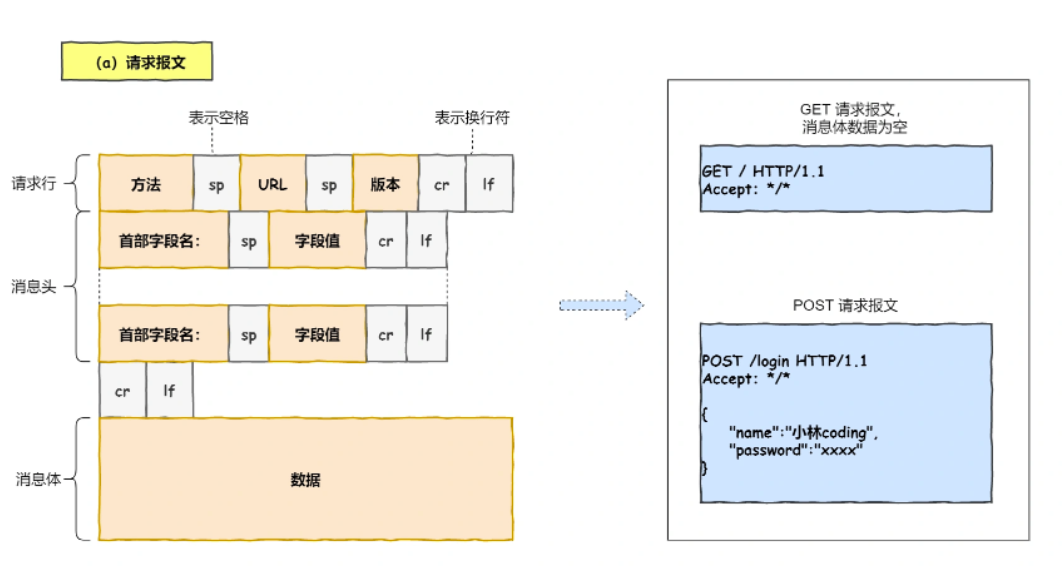 (a) 请求报文
表示空格
表示换行符
请求行
方法 sp URL sp 版本 cr lf
消息头
首部字段名: sp 字段值 cr lf
首部字段名: sp 字段值 cr lf
cr lf
消息体
数据
GET 请求报文,
消息体数据为空
GET / HTTP/1.1
Accept: */*
POST 请求报文
POST /login HTTP/1.1
Accept: */*
{
"name":"小林coding",
"password":"xxxx"
}